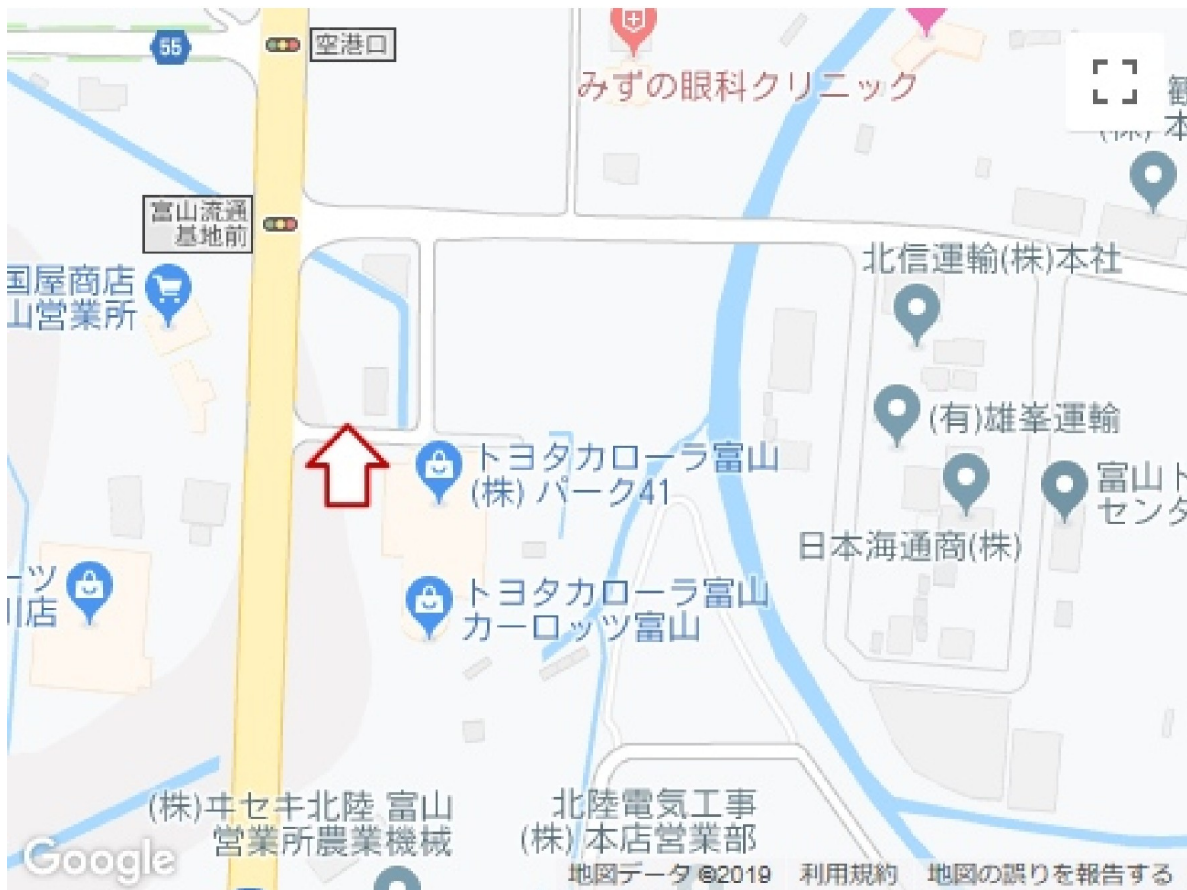 55
空港口
みずの眼科クリニック
(株) 本
富山流通
基地前
国屋商店
山営業所
北信運輸(株)本社
(有)雄峯運輸
トヨタカローラ富山
(株) パーク41
富山ト
センタ
日本海通商(株)
ーツ
川店
トヨタカローラ富山
カーロッツ富山
(株)ヰセキ北陸 富山
営業所農業機械
北陸電気工事
(株) 本店営業部
Google
地図データ ©2019
利用規約
地図の誤りを報告する